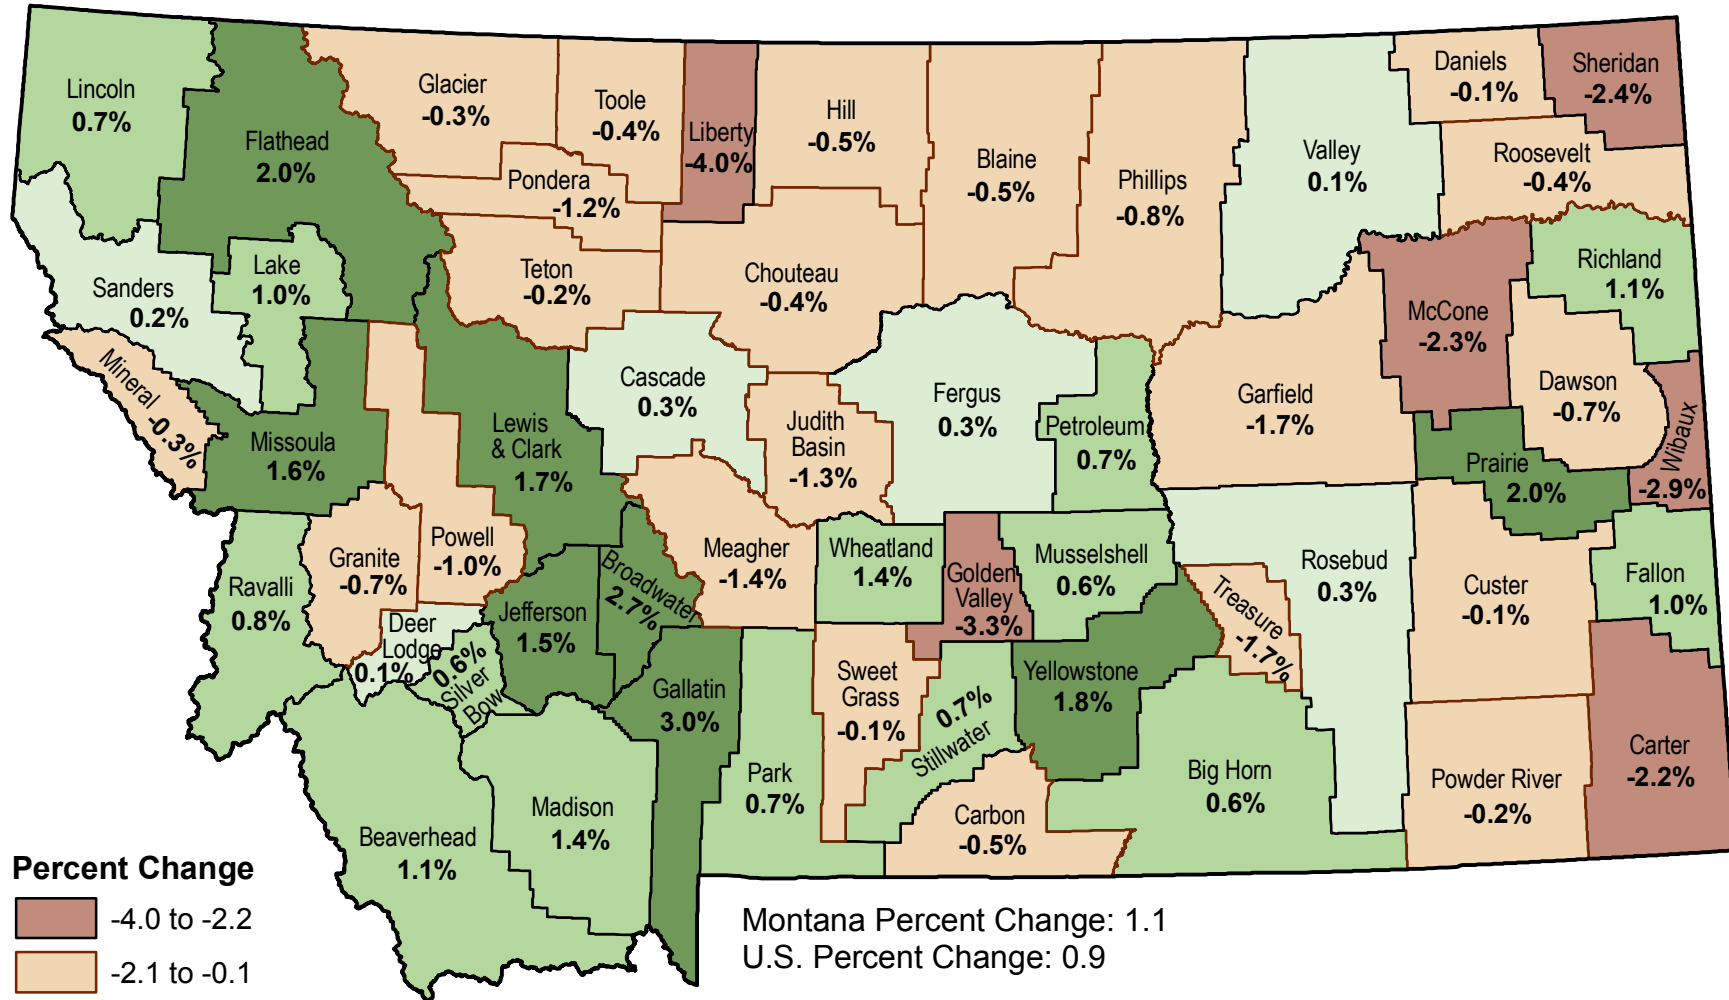 Lincoln
0.7%
Flathead
2.0%
Glacier
-0.3%
Toole
-0.4%
Liberty
-4.0%
Hill
-0.5%
Blaine
-0.5%
Phillips
-0.8%
Valley
0.1%
Daniels
-0.1%
Sheridan
-2.4%
Roosevelt
-0.4%
Pondera
-1.2%
Teton
-0.2%
Chouteau
-0.4%
Sanders
0.2%
Lake
1.0%
McCone
-2.3%
Richland
1.1%
Mineral -0.3%
Missoula
1.6%
Lewis
& Clark
1.7%
Cascade
0.3%
Judith
Basin
-1.3%
Fergus
0.3%
Petroleum
0.7%
Garfield
-1.7%
Dawson
-0.7%
Wibaux
-2.9%
Prairie
2.0%
Ravalli
0.8%
Granite
-0.7%
Powell
-1.0%
Deer
Lodge
0.1%
0.6%
Silver
Bow
Jefferson
1.5%
Broadwater
2.7%
Meagher
-1.4%
Wheatland
1.4%
Golden
Valley
-3.3%
Musselshell
0.6%
Treasure
-1.7%
Rosebud
0.3%
Custer
-0.1%
Fallon
1.0%
Gallatin
3.0%
Sweet
Grass
-0.1%
0.7%
Stillwater
Yellowstone
1.8%
Park
0.7%
Madison
1.4%
Beaverhead
1.1%
Carbon
-0.5%
Big Horn
0.6%
Powder River
-0.2%
Carter
-2.2%
Percent Change
-4.0 to -2.2
-2.1 to -0.1
Montana Percent Change: 1.1
U.S. Percent Change: 0.9